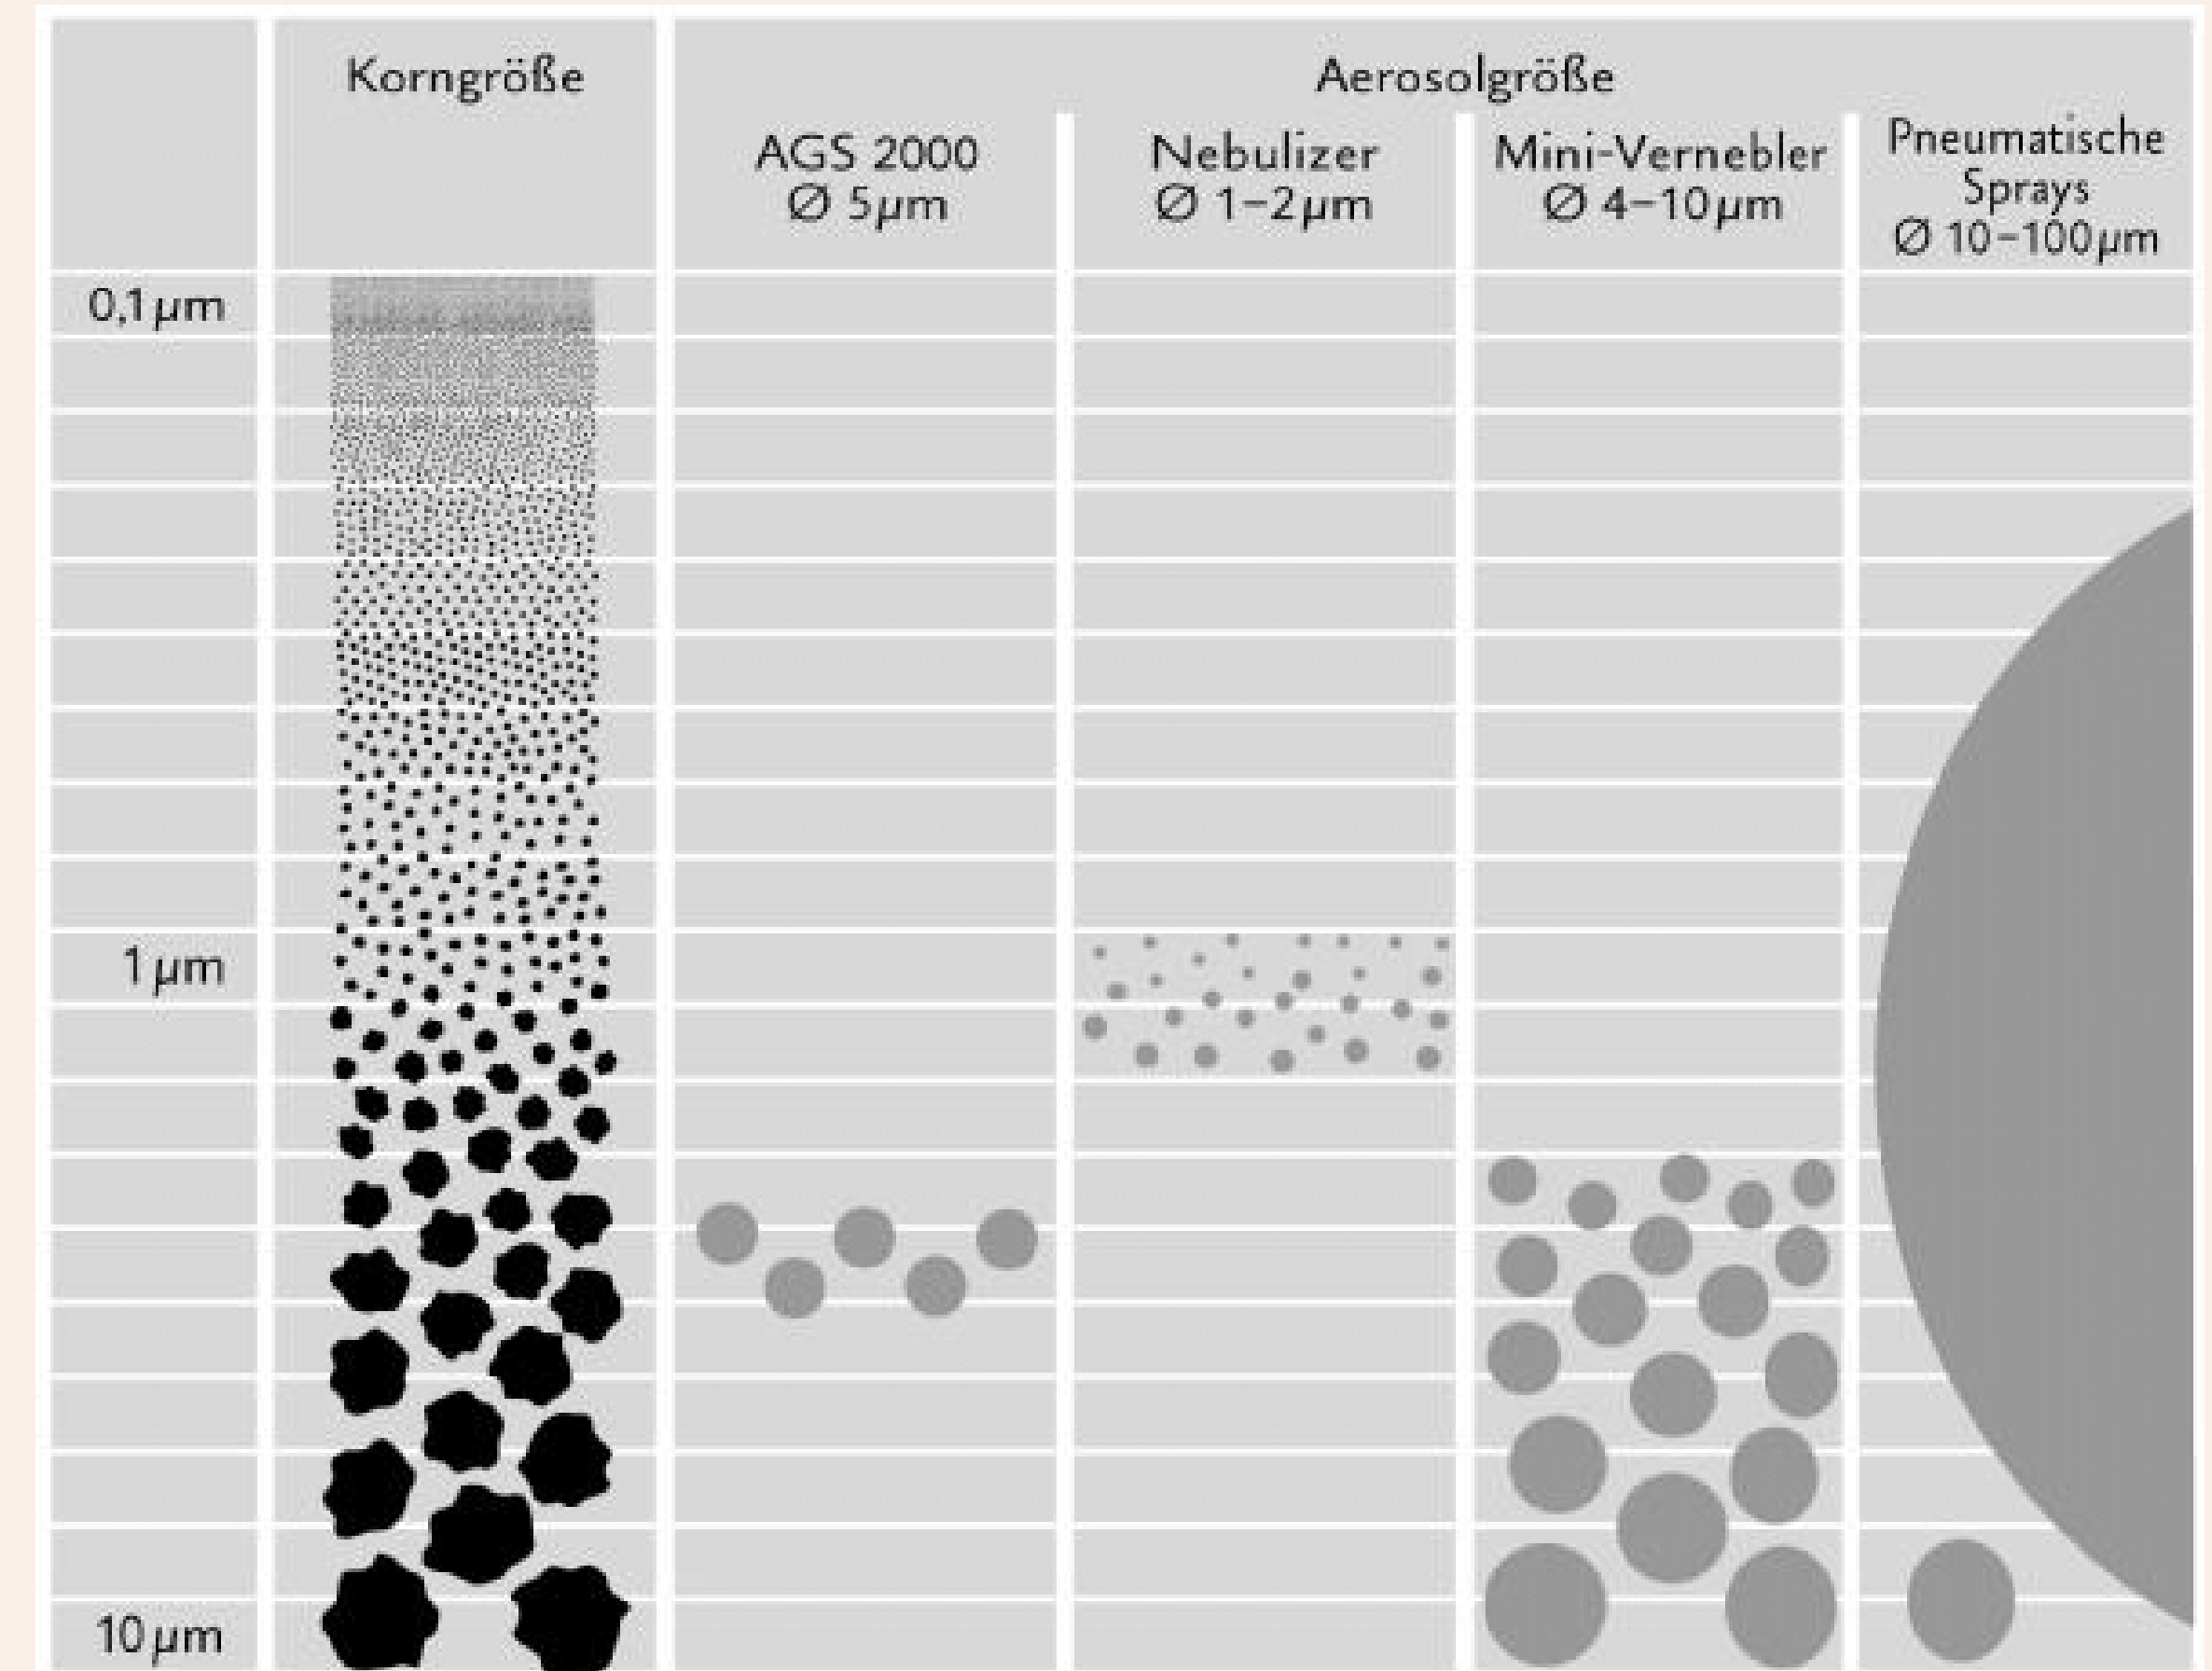 Korngröße
Aerosolgröße
AGS 2000
Ø 5µm
Nebulizer
Ø 1–2µm
Mini-Vernebler
Ø 4–10µm
Pneumatische
Sprays
Ø 10–100µm
0,1µm
1µm
10µm